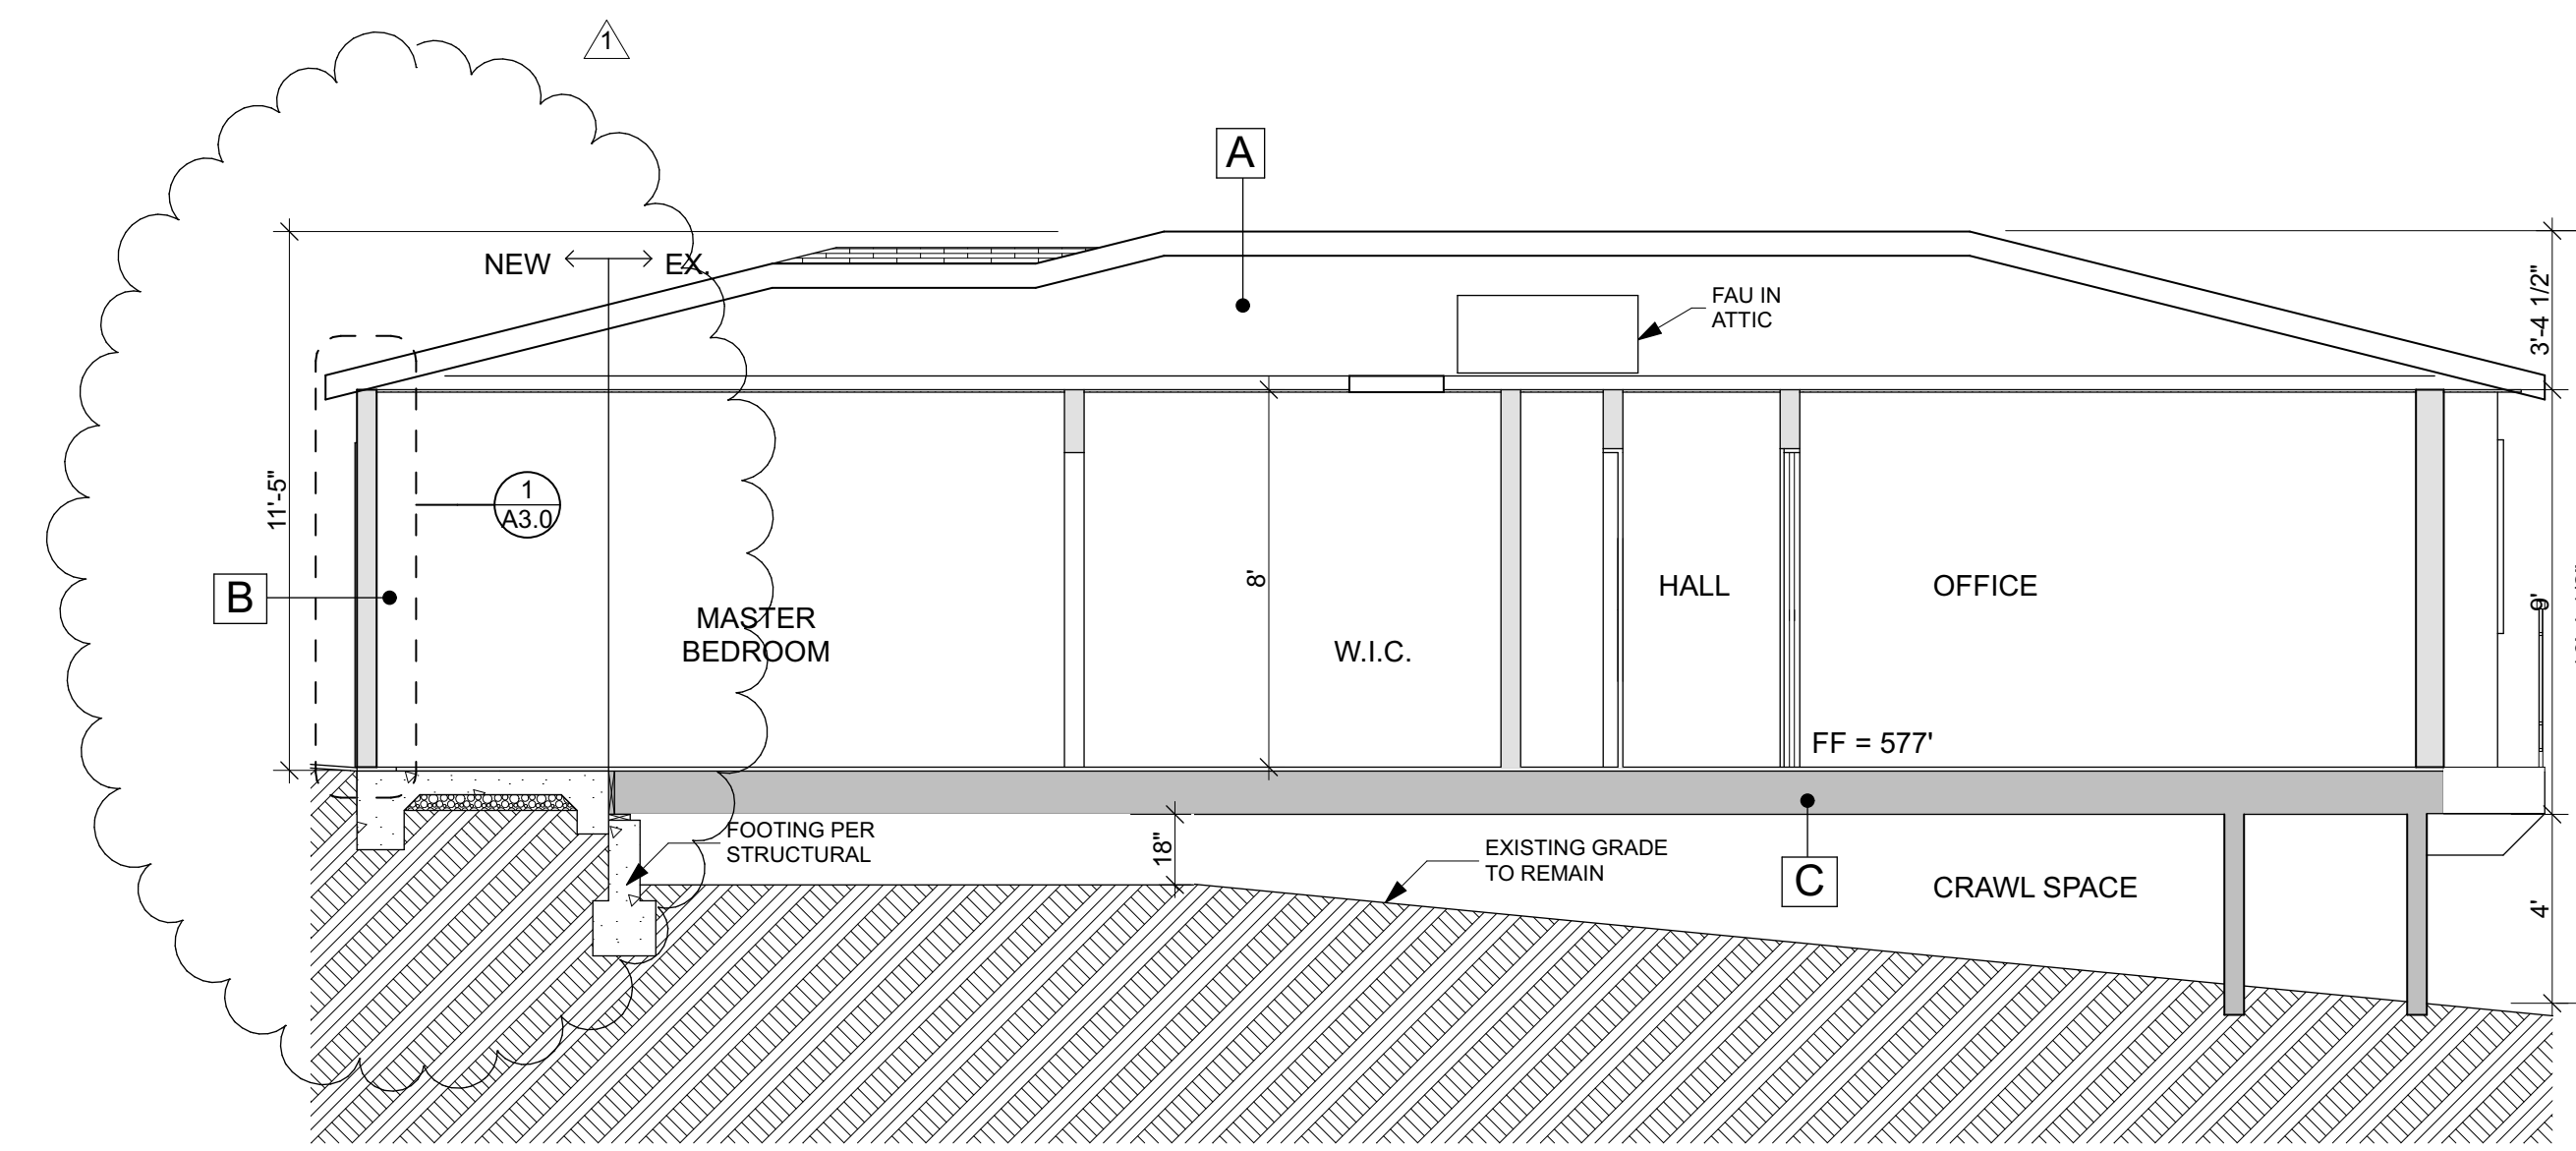 1
A
NEW
EX.
FAU IN
ATTIC
3'-4 1/2"
11'-5"
1
A3.0
B
8'
HALL
OFFICE
9'
MASTER
BEDROOM
W.I.C.
FF = 577'
FOOTING PER
STRUCTURAL
18"
EXISTING GRADE
TO REMAIN
C
CRAWL SPACE
4'